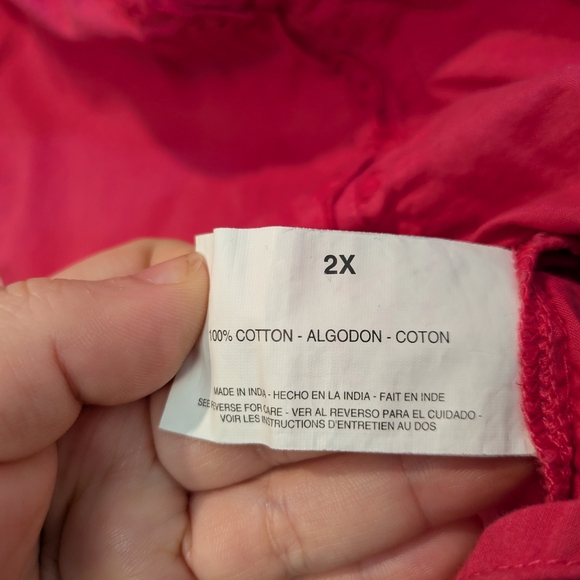 2X
100% COTTON - ALGODON - COTON
MADE IN INDIA - HECHO EN LA INDIA - FAIT EN INDE
SEE REVERSE FOR CARE - VER AL REVERSO PARA EL CUIDADO -
VOIR LES INSTRUCTIONS D'ENTRETIEN AU DOS